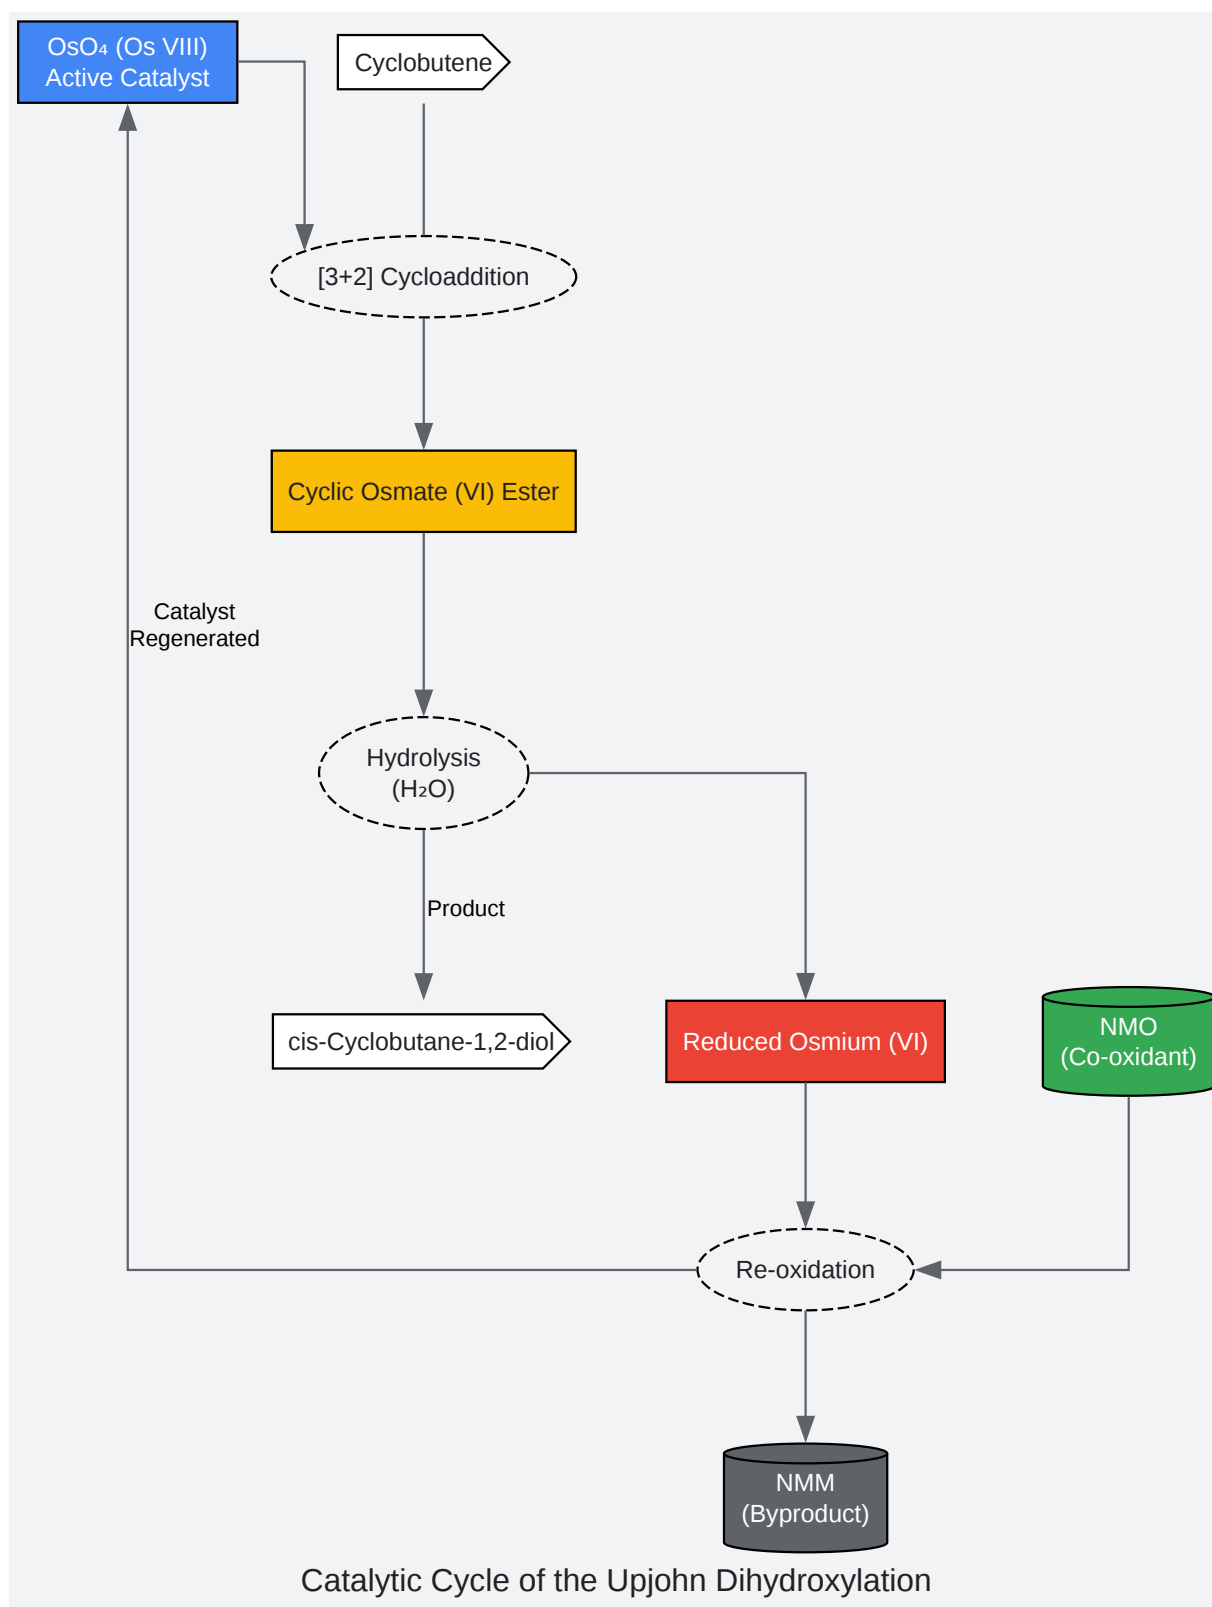 OsO₄ (Os VIII)
Active Catalyst
Cyclobutene
[3+2] Cycloaddition
Cyclic Osmate (VI) Ester
Catalyst
Regenerated
Hydrolysis
(H₂O)
Product
cis-Cyclobutane-1,2-diol
Reduced Osmium (VI)
NMO
(Co-oxidant)
Re-oxidation
NMM
(Byproduct)
Catalytic Cycle of the Upjohn Dihydroxylation